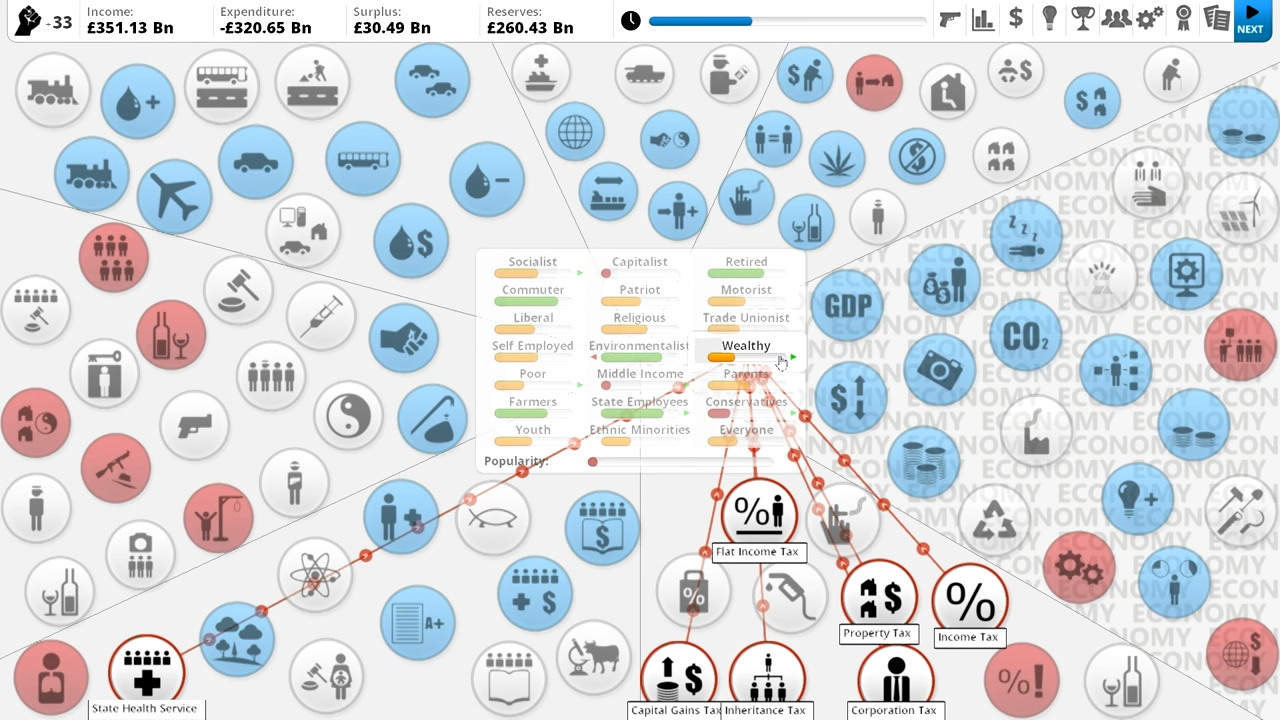 +33
Income:
£351.13 Bn
Expenditure:
-£320.65 Bn
Surplus:
£30.49 Bn
Reserves:
£260.43 Bn
$
NEXT
ECONOMY
Socialist
Capitalist
Retired
Commuter
Patriot
Motorist
Liberal
Religious
Trade Unionist
Self Employed
Environmentalist
Wealthy
Poor
Middle Income
Parents
Farmers
State Employees
Conservatives
Youth
Ethnic Minorities
Everyone
Popularity:
GDP
CO2
zzz
A+
%!
Flat Income Tax
Property Tax
Income Tax
State Health Service
Capital Gains Tax
Inheritance Tax
Corporation Tax